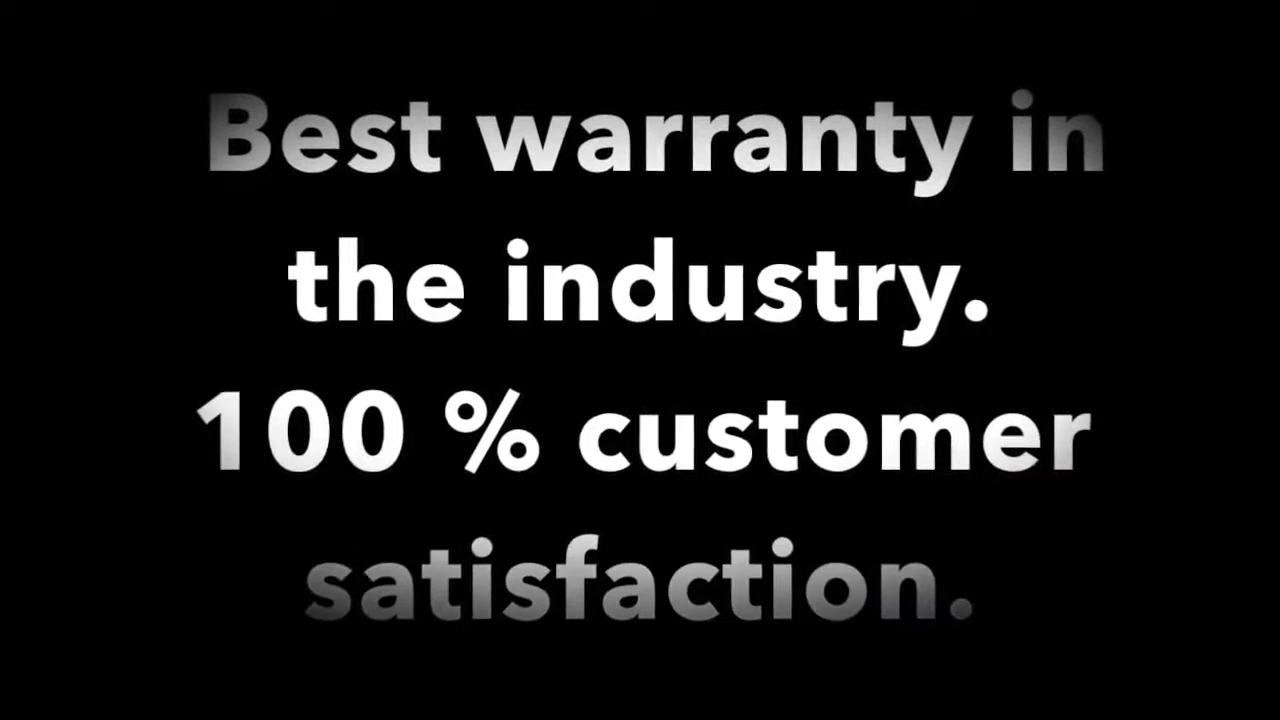 Best warranty in
the industry.
100 % customer
satisfaction.